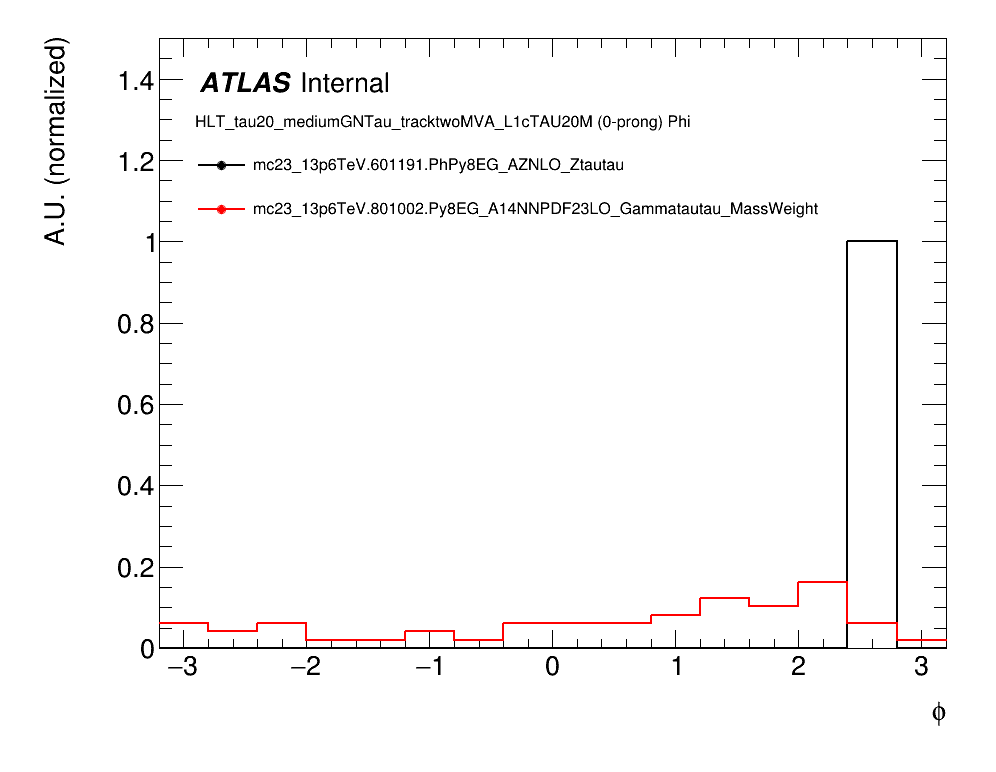 A.U. (normalized)
ATLAS Internal
HLT_tau20_mediumGNTau_tracktwoMVA_L1cTAU20M (0-prong) Phi
mc23_13p6TeV.601191.PhPy8EG_AZNLO_Ztautau
mc23_13p6TeV.801002.Py8EG_A14NNPDF23LO_Gammatautau_MassWeight
1.4
1.2
1
0.8
0.6
0.4
0.2
0
−3 −2 −1 0 1 2 3
ϕ